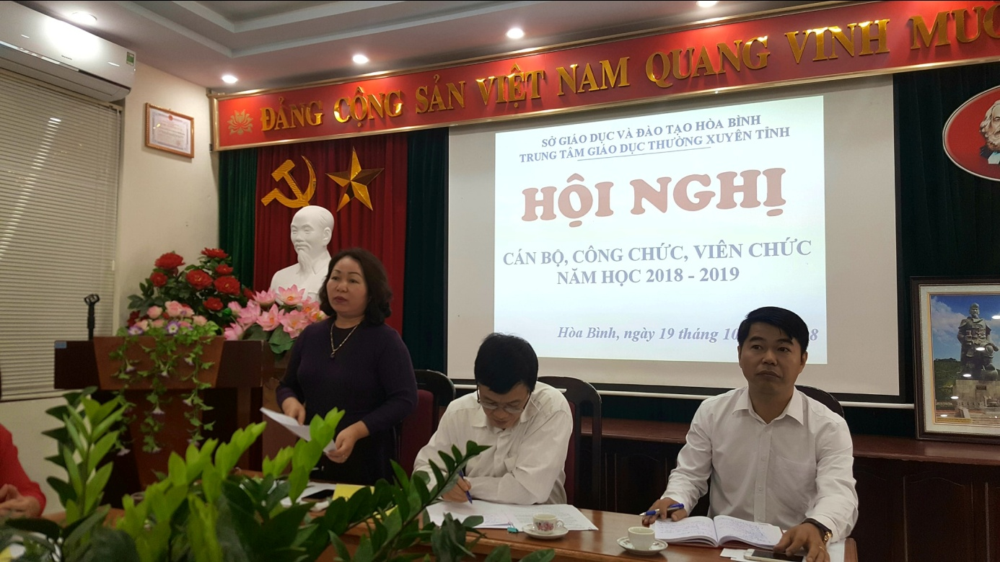 ĐẢNG CỘNG SẢN VIỆT NAM QUANG VINH
SỞ GIÁO DỤC VÀ ĐÀO TẠO HÒA BÌNH
TRUNG TÂM GIÁO DỤC THƯỜNG XUYÊN TỈNH
HỘI NGHỊ
CÁN BỘ, CÔNG CHỨC, VIÊN CHỨC
NĂM HỌC 2018 - 2019
Hòa Bình, ngày 19 tháng 10